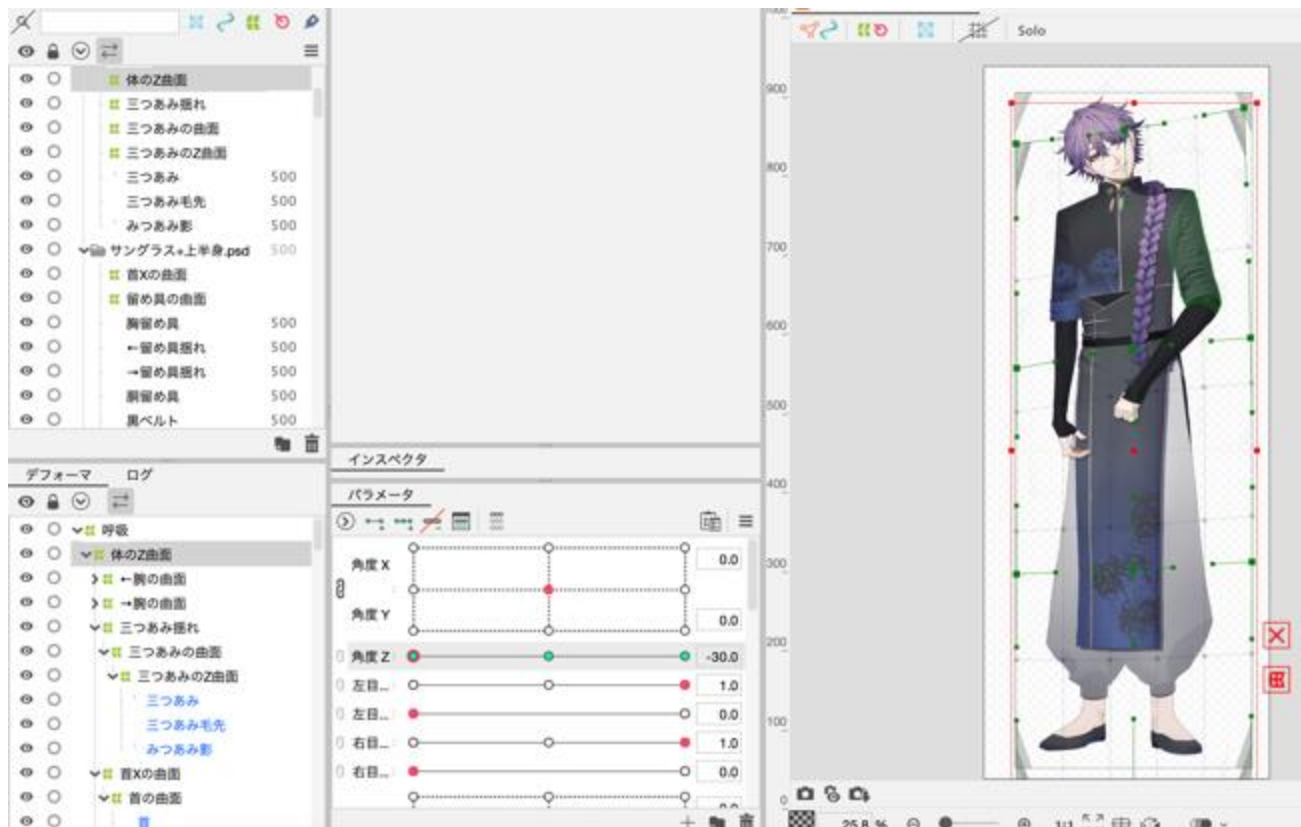 Solo
体のZ曲面
三つあみ揺れ
三つあみの曲面
三つあみのZ曲面
三つあみ 500
三つあみ毛先 500
みつあみ影 500
サングラス+上半身.psd 500
首Xの曲面
留め具の曲面
胸留め具 500
←留め具揺れ 500
→留め具揺れ 500
胴留め具 500
黒ベルト 500
デフォーマ ログ
呼吸
体のZ曲面
←腕の曲面
→腕の曲面
三つあみ揺れ
三つあみの曲面
三つあみのZ曲面
三つあみ
三つあみ毛先
みつあみ影
首Xの曲面
首の曲面
首
インスペクタ
パラメータ
角度 X 0.0
角度 Y 0.0
角度 Z -30.0
左目... 1.0
左目... 0.0
右目... 1.0
右目... 0.0
900
800
700
600
500
400
300
200
100
0
25.8 %
1:1